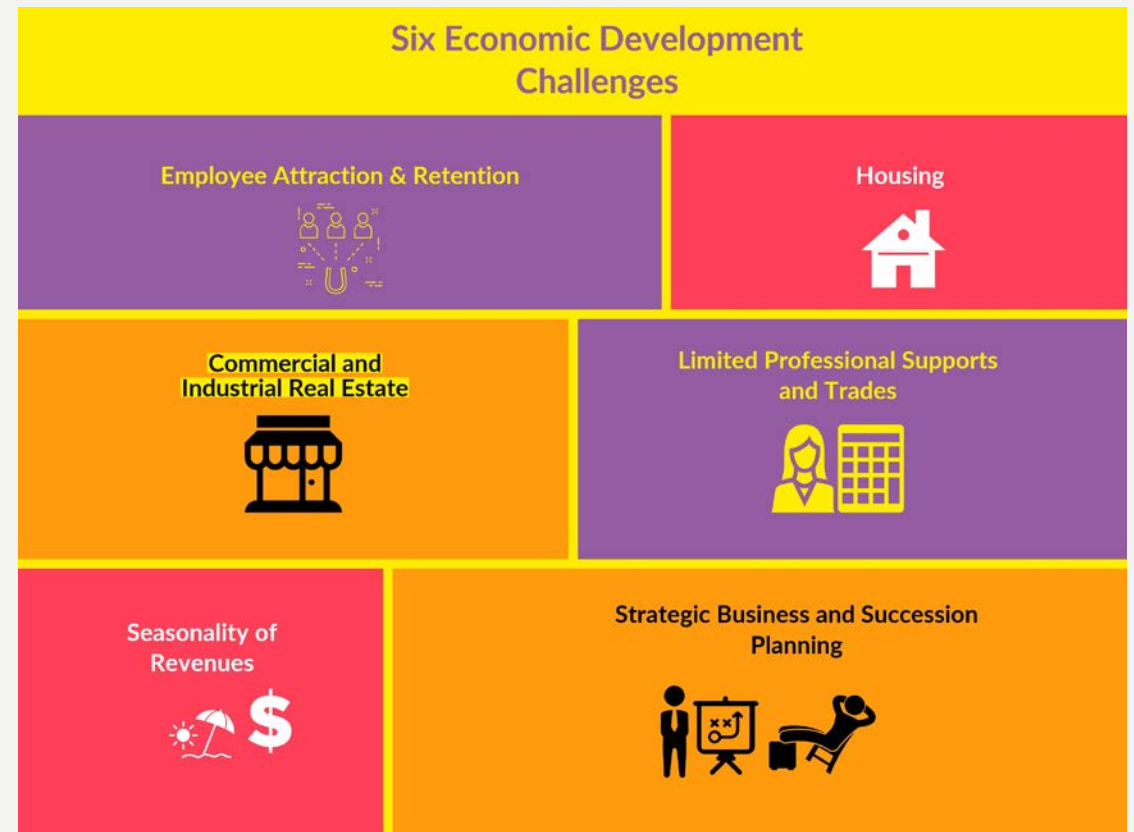 Six Economic Development
Challenges
Employee Attraction & Retention
Housing
Commercial and
Industrial Real Estate
Limited Professional Supports
and Trades
Seasonality of
Revenues
$
Strategic Business and Succession
Planning